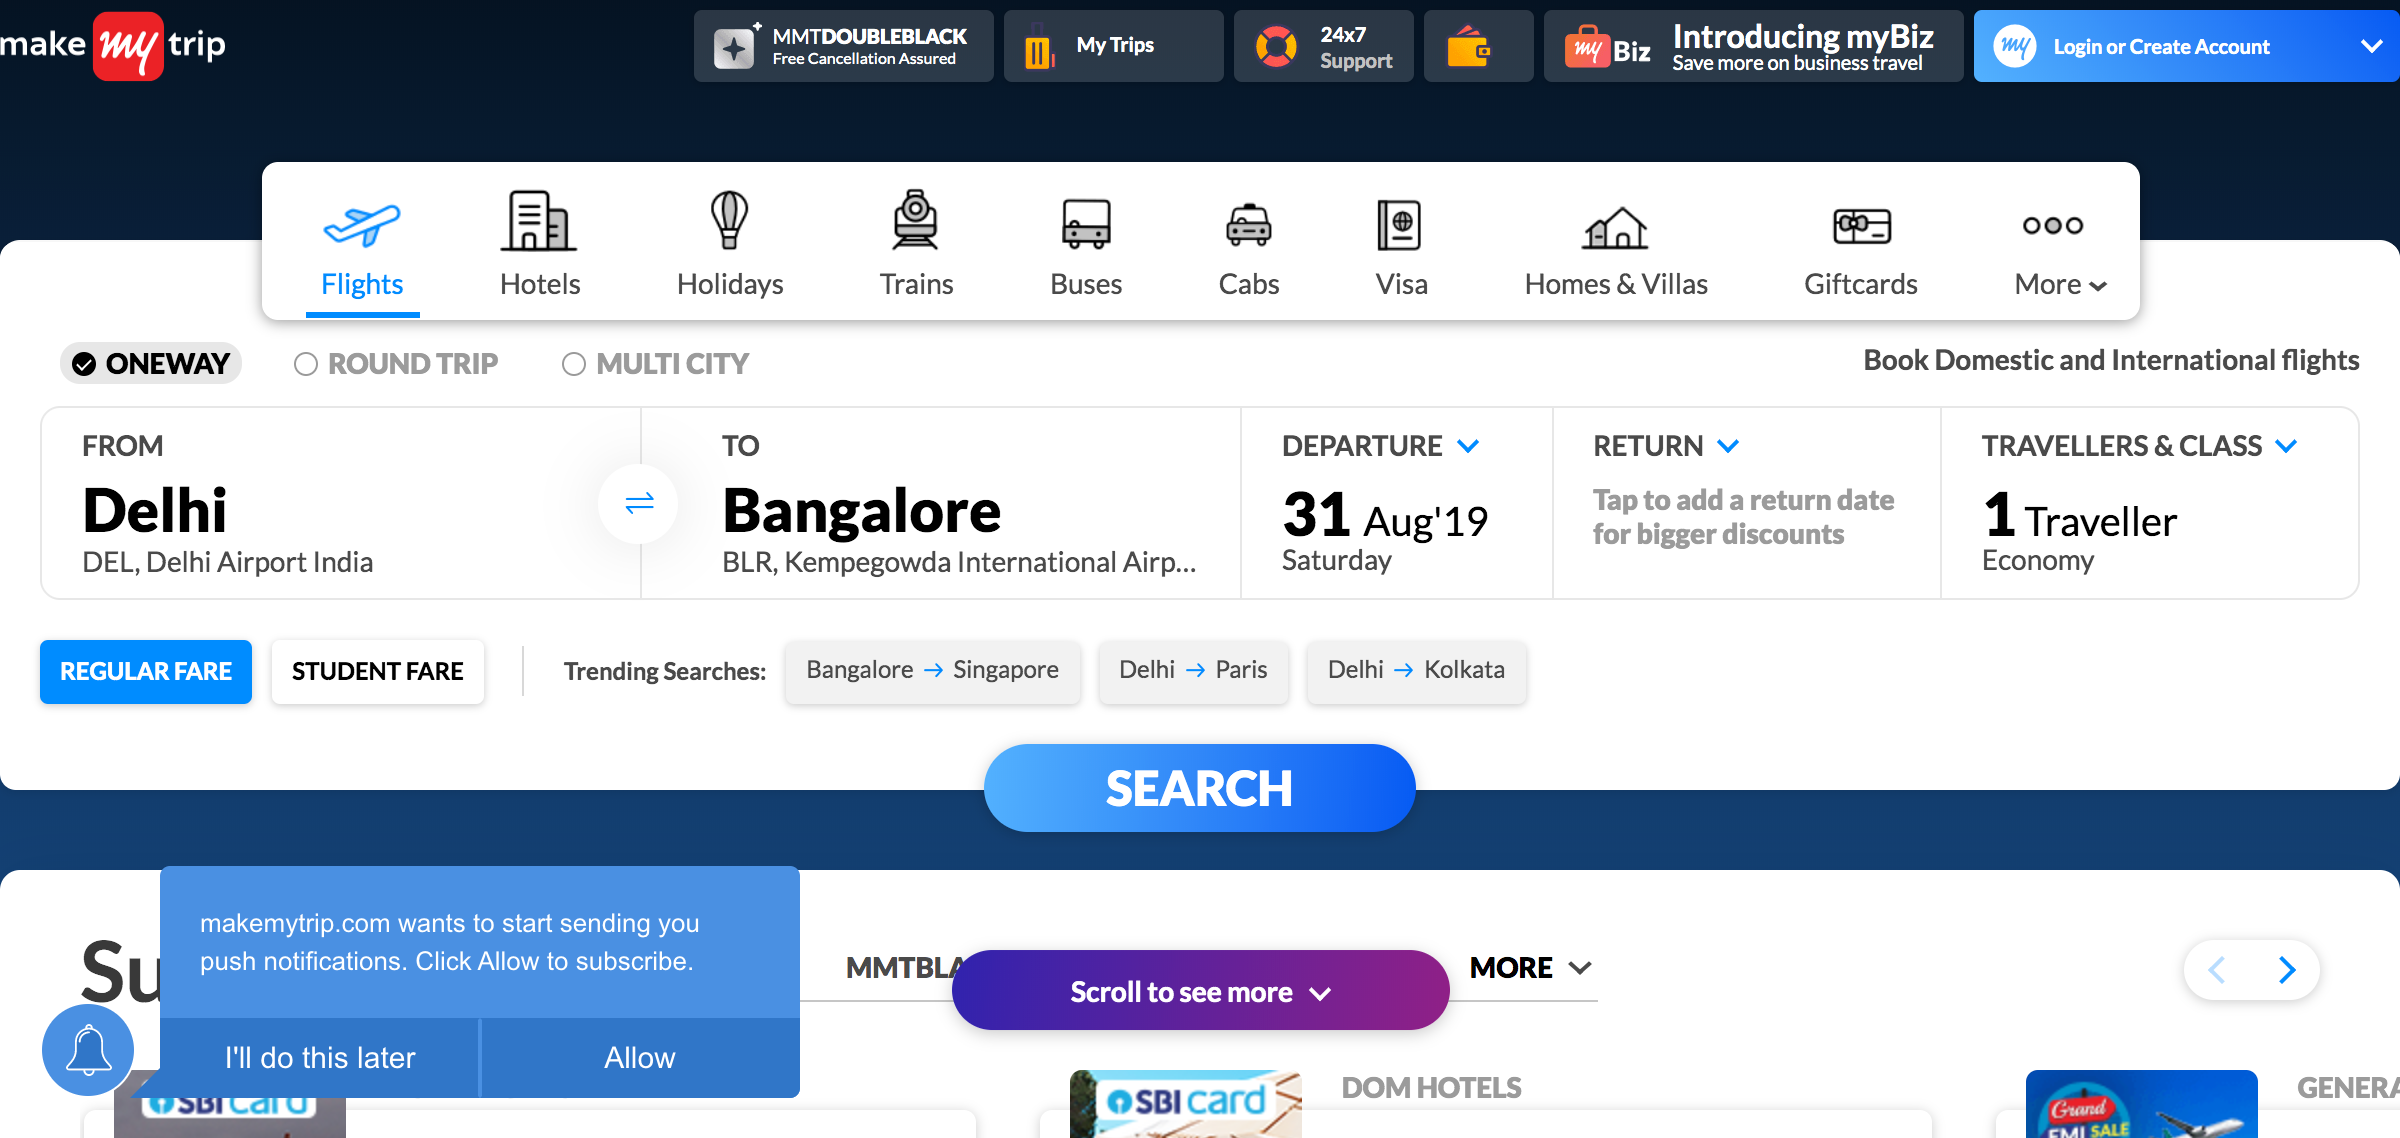 make my trip
MMTDOUBLEBLACK
Free Cancellation Assured
My Trips
24x7
Support
my Biz
Introducing myBiz
Save more on business travel
my
Login or Create Account
Flights
Hotels
Holidays
Trains
Buses
Cabs
Visa
Homes & Villas
Giftcards
More
ONEWAY
ROUND TRIP
MULTI CITY
Book Domestic and International flights
FROM
Delhi
DEL, Delhi Airport India
TO
Bangalore
BLR, Kempegowda International Airp...
DEPARTURE
31 Aug'19
Saturday
RETURN
Tap to add a return date
for bigger discounts
TRAVELLERS & CLASS
1 Traveller
Economy
REGULAR FARE
STUDENT FARE
Trending Searches:
Bangalore → Singapore
Delhi → Paris
Delhi → Kolkata
SEARCH
makemytrip.com wants to start sending you
push notifications. Click Allow to subscribe.
I'll do this later
Allow
Su
MMTBLA
Scroll to see more
MORE
SBI card
SBI card
DOM HOTELS
Grand
EMI SALE
GENERA